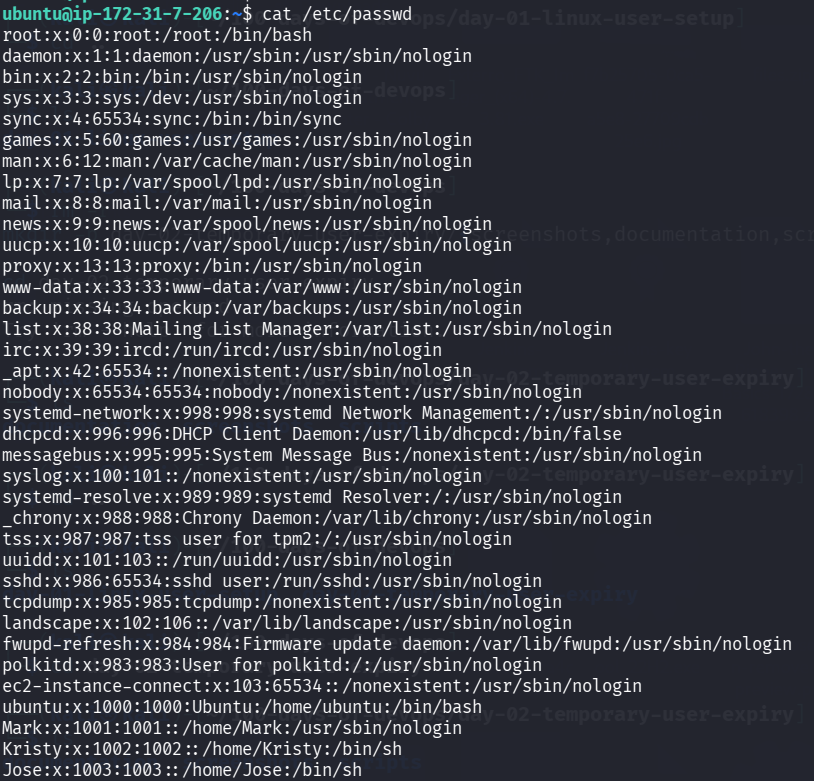 ubuntu@ip-172-31-7-206:~$ cat /etc/passwd
root:x:0:0:root:/root:/bin/bash
daemon:x:1:1:daemon:/usr/sbin:/usr/sbin/nologin
bin:x:2:2:bin:/bin:/usr/sbin/nologin
sys:x:3:3:sys:/dev:/usr/sbin/nologin
sync:x:4:65534:sync:/bin:/bin/sync
games:x:5:60:games:/usr/games:/usr/sbin/nologin
man:x:6:12:man:/var/cache/man:/usr/sbin/nologin
lp:x:7:7:lp:/var/spool/lpd:/usr/sbin/nologin
mail:x:8:8:mail:/var/mail:/usr/sbin/nologin
news:x:9:9:news:/var/spool/news:/usr/sbin/nologin
uucp:x:10:10:uucp:/var/spool/uucp:/usr/sbin/nologin
proxy:x:13:13:proxy:/bin:/usr/sbin/nologin
www-data:x:33:33:www-data:/var/www:/usr/sbin/nologin
backup:x:34:34:backup:/var/backups:/usr/sbin/nologin
list:x:38:38:Mailing List Manager:/var/list:/usr/sbin/nologin
irc:x:39:39:ircd:/run/ircd:/usr/sbin/nologin
_apt:x:42:65534::/nonexistent:/usr/sbin/nologin
nobody:x:65534:65534:nobody:/nonexistent:/usr/sbin/nologin
systemd-network:x:998:998:systemd Network Management:/:/usr/sbin/nologin
dhcpcd:x:996:996:DHCP Client Daemon:/usr/lib/dhcpcd:/bin/false
messagebus:x:995:995:System Message Bus:/nonexistent:/usr/sbin/nologin
syslog:x:100:101::/nonexistent:/usr/sbin/nologin
systemd-resolve:x:989:989:systemd Resolver:/:/usr/sbin/nologin
_chrony:x:988:988:Chrony Daemon:/var/lib/chrony:/usr/sbin/nologin
tss:x:987:987:tss user for tpm2:/:/usr/sbin/nologin
uuidd:x:101:103::/run/uuidd:/usr/sbin/nologin
sshd:x:986:65534:sshd user:/run/sshd:/usr/sbin/nologin
tcpdump:x:985:985:tcpdump:/nonexistent:/usr/sbin/nologin
landscape:x:102:106::/var/lib/landscape:/usr/sbin/nologin
fwupd-refresh:x:984:984:Firmware update daemon:/var/lib/fwupd:/usr/sbin/nologin
polkitd:x:983:983:User for polkitd:/:/usr/sbin/nologin
ec2-instance-connect:x:103:65534::/nonexistent:/usr/sbin/nologin
ubuntu:x:1000:1000:Ubuntu:/home/ubuntu:/bin/bash
Mark:x:1001:1001::/home/Mark:/usr/sbin/nologin
Kristy:x:1002:1002::/home/Kristy:/bin/sh
Jose:x:1003:1003::/home/Jose:/bin/sh